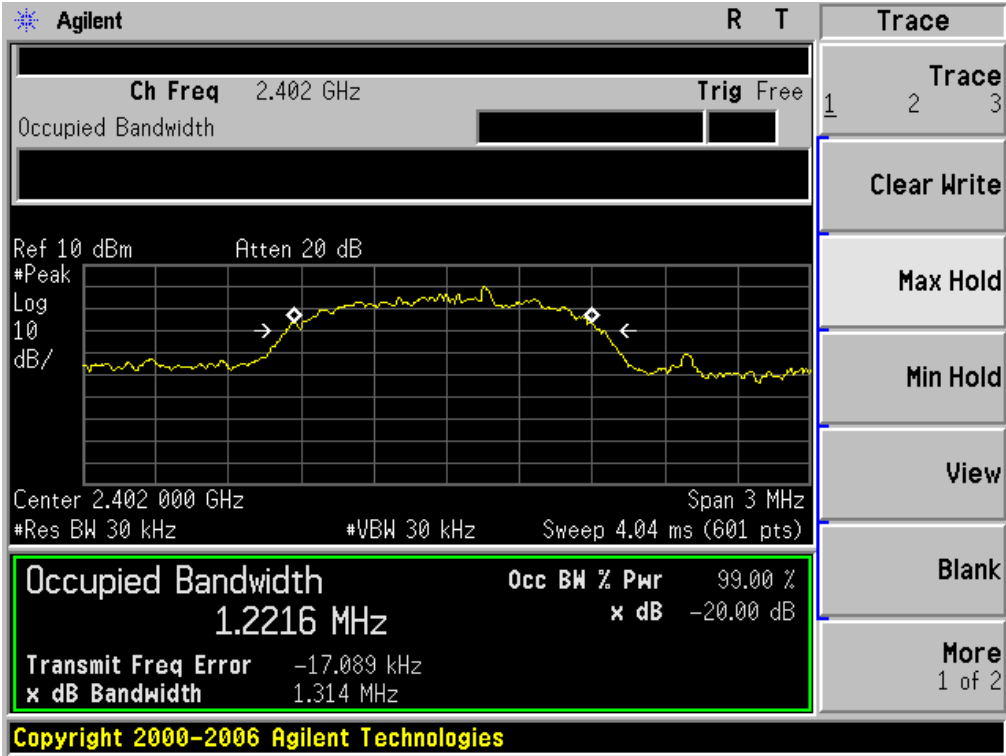 Agilent R T
Trace
Ch Freq 2.402 GHz Trig Free
Occupied Bandwidth
Trace
1 2 3
Clear Write
Max Hold
Min Hold
View
Blank
More
1 of 2
Ref 10 dBm Atten 20 dB
#Peak
Log
10
dB/
Center 2.402 000 GHz Span 3 MHz
#Res BW 30 kHz #VBW 30 kHz Sweep 4.04 ms (601 pts)
Occupied Bandwidth Occ BW % Pwr 99.00 %
1.2216 MHz x dB -20.00 dB
Transmit Freq Error -17.089 kHz
x dB Bandwidth 1.314 MHz
Copyright 2000-2006 Agilent Technologies